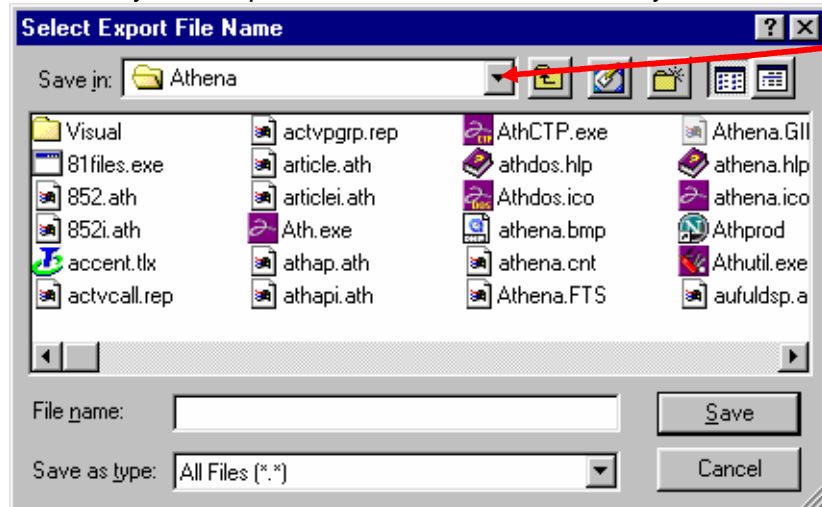 Select Export File Name
Save in: Athena
Visual
81files.exe
852.ath
852i.ath
accent.tlx
actvcall.rep
actvpgrp.rep
article.ath
articlei.ath
Ath.exe
athap.ath
athapi.ath
AthCTP.exe
athdos.hlp
Athdos.ico
athena.bmp
athena.cnt
Athena.FTS
Athena.GII
athena.hlp
athena.ico
Athprod
Athutil.exe
aufuldsp.a
File name:
Save
Save as type: All Files (*.*)
Cancel